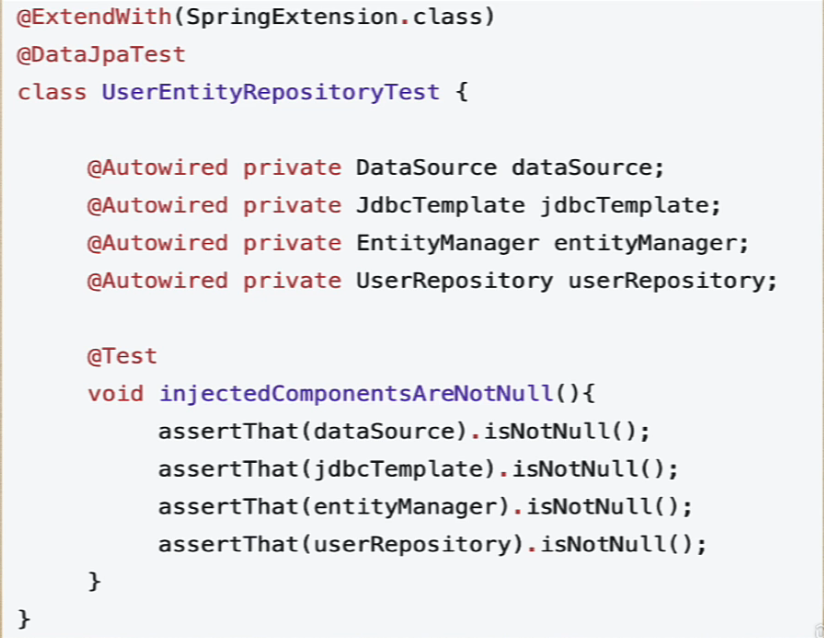 @ExtendWith(SpringExtension.class)
@DataJpaTest
class UserEntityRepositoryTest {
@Autowired private DataSource dataSource;
@Autowired private JdbcTemplate jdbcTemplate;
@Autowired private EntityManager entityManager;
@Autowired private UserRepository userRepository;
@Test
void injectedComponentsAreNotNull(){
assertThat(dataSource).isNotNull();
assertThat(jdbcTemplate).isNotNull();
assertThat(entityManager).isNotNull();
assertThat(userRepository).isNotNull();
}
}